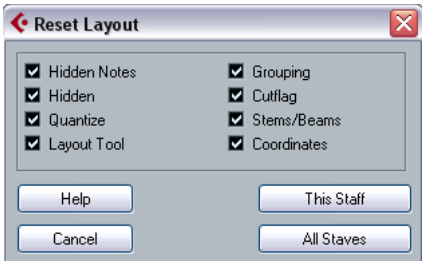 Reset Layout
Hidden Notes
Hidden
Quantize
Layout Tool
Grouping
Cutflag
Stems/Beams
Coordinates
Help
This Staff
Cancel
All Staves